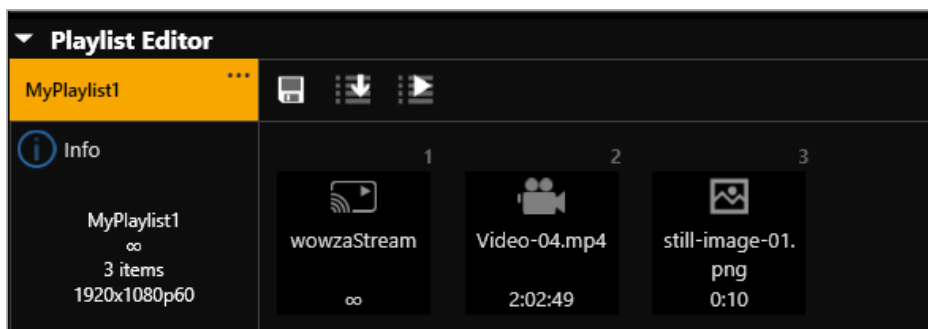 Playlist Editor
MyPlaylist1 ...
Info
MyPlaylist1
∞
3 items
1920x1080p60
1
wowzaStream
∞
2
Video-04.mp4
2:02:49
3
still-image-01.
png
0:10